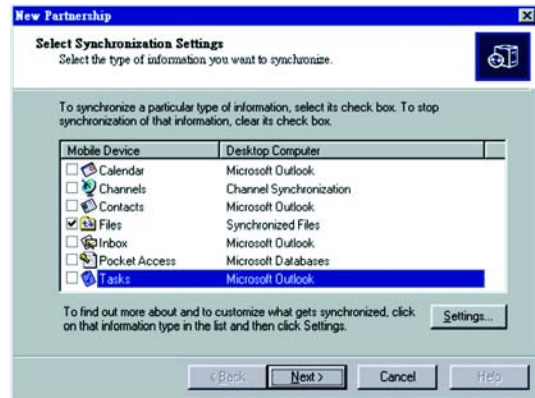 New Partnership
Select Synchronization Settings
Select the type of information you want to synchronize.
To synchronize a particular type of information, select its check box. To stop
synchronization of that information, clear its check box.
Mobile Device Desktop Computer
Calendar Microsoft Outlook
Channels Channel Synchronization
Contacts Microsoft Outlook
Files Synchronized Files
Inbox Microsoft Outlook
Pocket Access Microsoft Databases
Tasks Microsoft Outlook
To find out more about and to customize what gets synchronized, click
on that information type in the list and then click Settings.
Settings...
< Back Next > Cancel Help